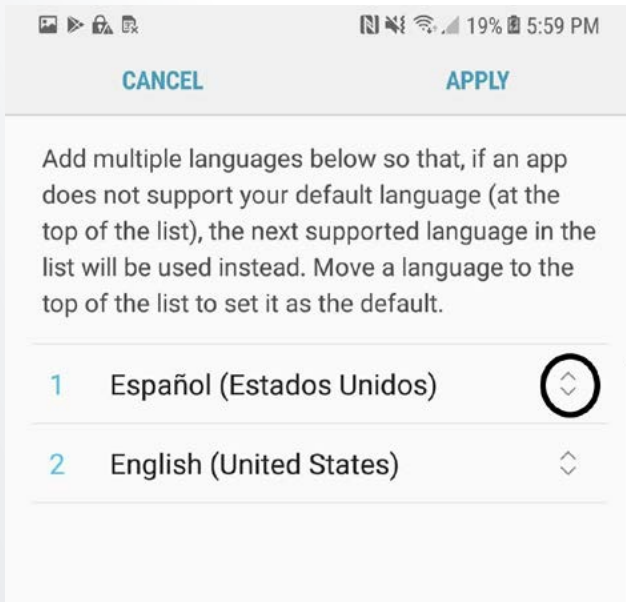 19% 5:59 PM
CANCEL APPLY
Add multiple languages below so that, if an app
does not support your default language (at the
top of the list), the next supported language in the
list will be used instead. Move a language to the
top of the list to set it as the default.
1 Español (Estados Unidos)
2 English (United States)